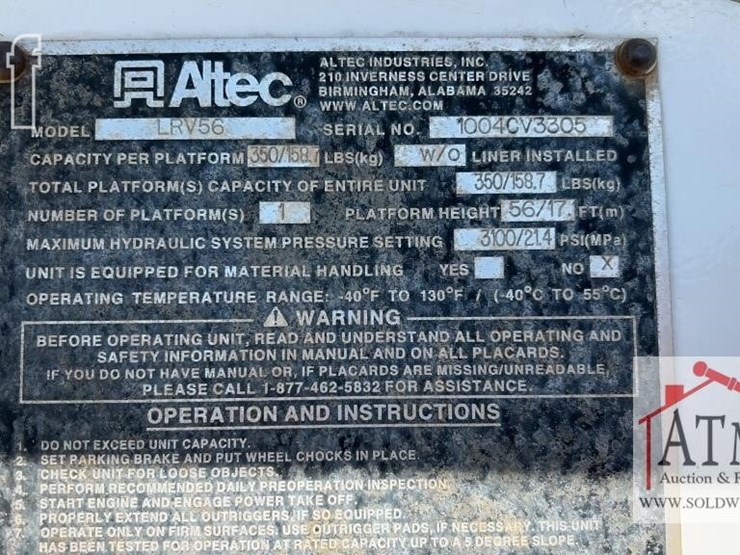 Altec®
ALTEC INDUSTRIES, INC.
210 INVERNESS CENTER DRIVE
BIRMINGHAM, ALABAMA 35242
WWW.ALTEC.COM
MODEL LRV56 SERIAL NO. 1004CV3305
CAPACITY PER PLATFORM 350/158.7 LBS(kg) W/O LINER INSTALLED
TOTAL PLATFORM(S) CAPACITY OF ENTIRE UNIT 350/158.7 LBS(kg)
NUMBER OF PLATFORM(S) 1 PLATFORM HEIGHT 56/17. FT(m)
MAXIMUM HYDRAULIC SYSTEM PRESSURE SETTING 3100/21.4 PSI(MPa)
UNIT IS EQUIPPED FOR MATERIAL HANDLING YES NO X
OPERATING TEMPERATURE RANGE: -40°F TO 130°F / (-40°C TO 55°C)
WARNING
BEFORE OPERATING UNIT, READ AND UNDERSTAND ALL OPERATING AND
SAFETY INFORMATION IN MANUAL AND ON ALL PLACARDS.
IF YOU DO NOT HAVE MANUAL OR, IF PLACARDS ARE MISSING/UNREADABLE,
PLEASE CALL 1-877-462-5832 FOR ASSISTANCE.
OPERATION AND INSTRUCTIONS
1. DO NOT EXCEED UNIT CAPACITY.
2. SET PARKING BRAKE AND PUT WHEEL CHOCKS IN PLACE.
3. CHECK UNIT FOR LOOSE OBJECTS.
4. PERFORM RECOMMENDED DAILY PREOPERATION INSPECTION.
5. START ENGINE AND ENGAGE POWER TAKE OFF.
6. PROPERLY EXTEND ALL OUTRIGGERS, IF SO EQUIPPED.
7. OPERATE ONLY ON FIRM SURFACES. USE OUTRIGGER PADS, IF NECESSARY. THIS UNIT
HAS BEEN TESTED FOR OPERATION AT RATED CAPACITY UP TO A 5 DEGREE SLOPE.
ATM
Auction & E
WWW.SOLDW
f